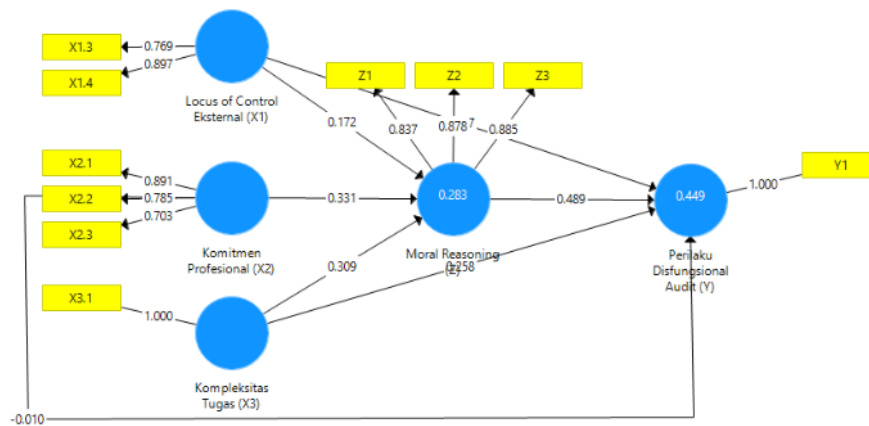 X1.3
0.769
X1.4
0.897
Locus of Control
Eksternal (X1)
Z1
Z2
Z3
0.837
0.878
7
0.885
0.172
X2.1
0.891
X2.2
0.785
X2.3
0.703
Komitmen
Profesional (X2)
0.331
0.283
Moral Reasoning
(Z)
0.489
0.258
0.309
0.449
Perilaku
Disfungsional
Audit (Y)
Y1
1.000
X3.1
1.000
Kompleksitas
Tugas (X3)
-0.010